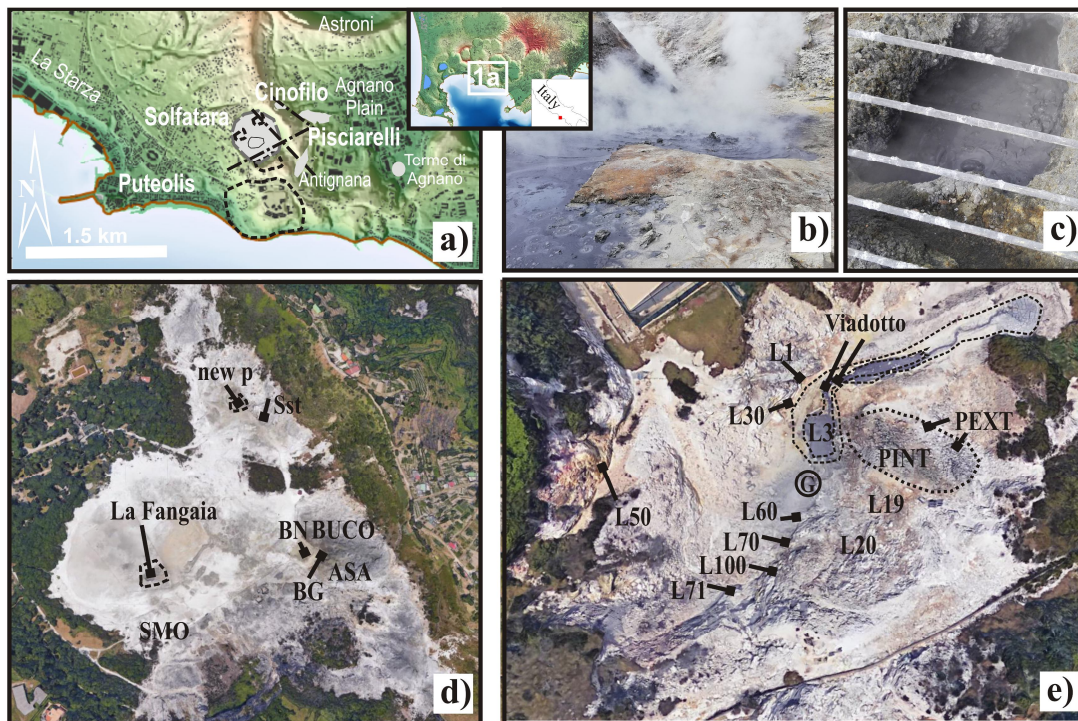 Astroni
La Starza
Cinofilo
Agnano
Plain
Solfatara
Pisciarelli
Terme di
Agnano
Antignana
Puteolis
N
1.5 km
a)
1a
Italy
b)
c)
new p
Sst
La Fangaia
BN BUCO
ASA
BG
SMO
d)
Viadotto
L1
L30
L3
PEXT
PINT
G
L19
L50
L60
L70
L20
L100
L71
e)